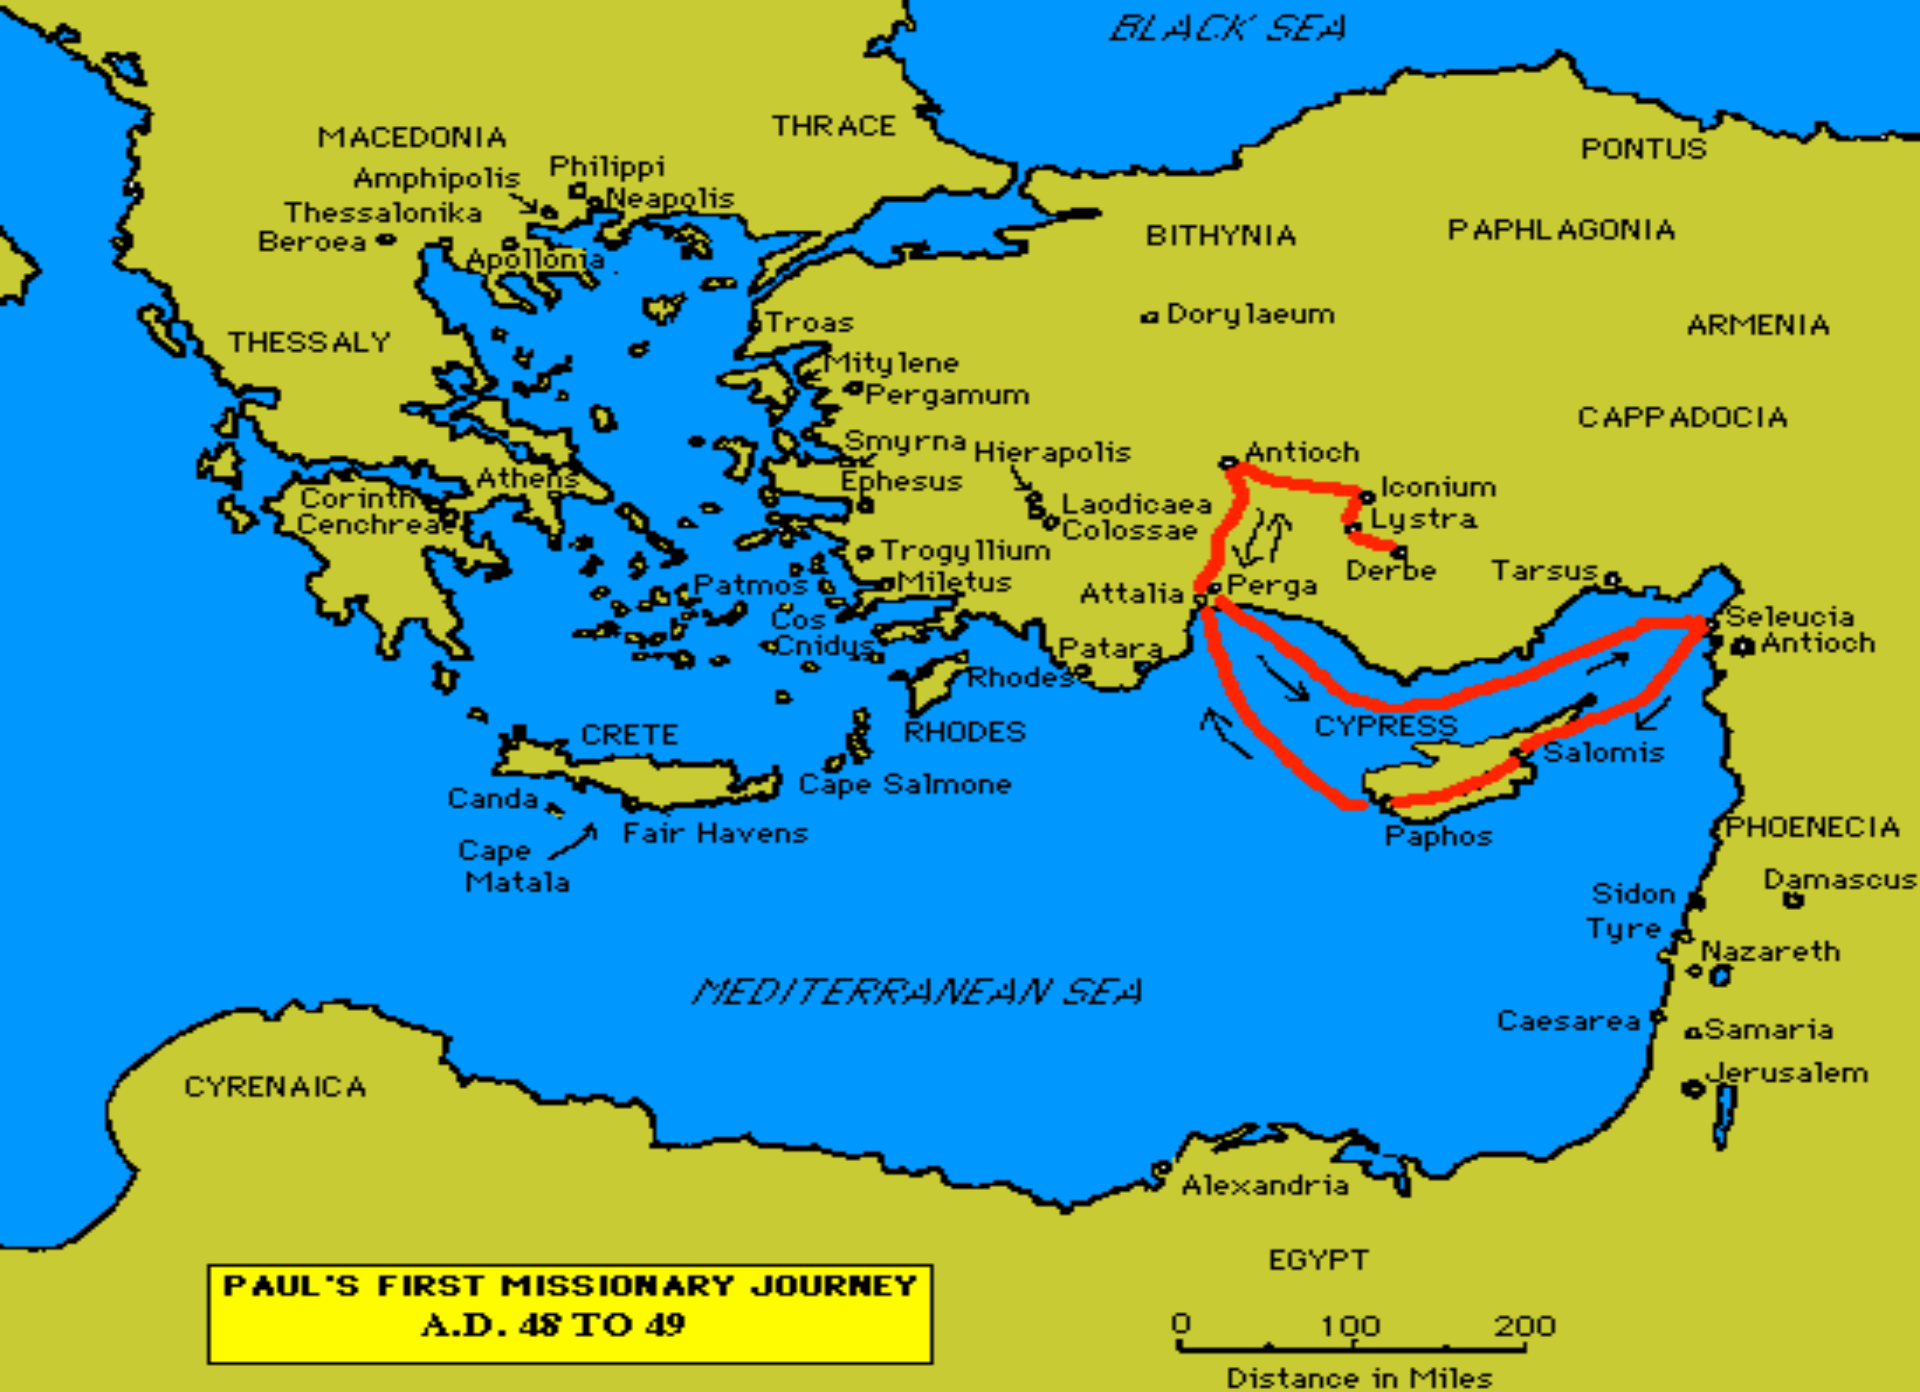 BLACK SEA
THRACE
MACEDONIA
PONTUS
Philippi
Amphipolis
Neapolis
Thessalonika
BITHYNIA
PAPHLAGONIA
Beroea
Apollonia
Dorylaeum
Troas
ARMENIA
THESSALY
Mitylene
Pergamum
CAPPADOCIA
Smyrna
Hierapolis
Antioch
Athens
Ephesus
Iconium
Corinth
Laodicaea
Lystra
Cenchreae
Colossae
Trogyllium
Derbe
Tarsus
Patmos
Miletus
Attalia
Perga
Cos
Seleucia
Cnidus
Patara
Antioch
Rhodes
CRETE
RHODES
CYPRESS
Salomis
Cape Salmone
Canda
Fair Havens
Paphos
PHOENECIA
Cape
Matala
Damascus
Sidon
Tyre
Nazareth
MEDITERRANEAN SEA
Caesarea
Samaria
Jerusalem
CYRENAICA
Alexandria
EGYPT
PAUL'S FIRST MISSIONARY JOURNEY
A.D. 48 TO 49
0 100 200
Distance in Miles